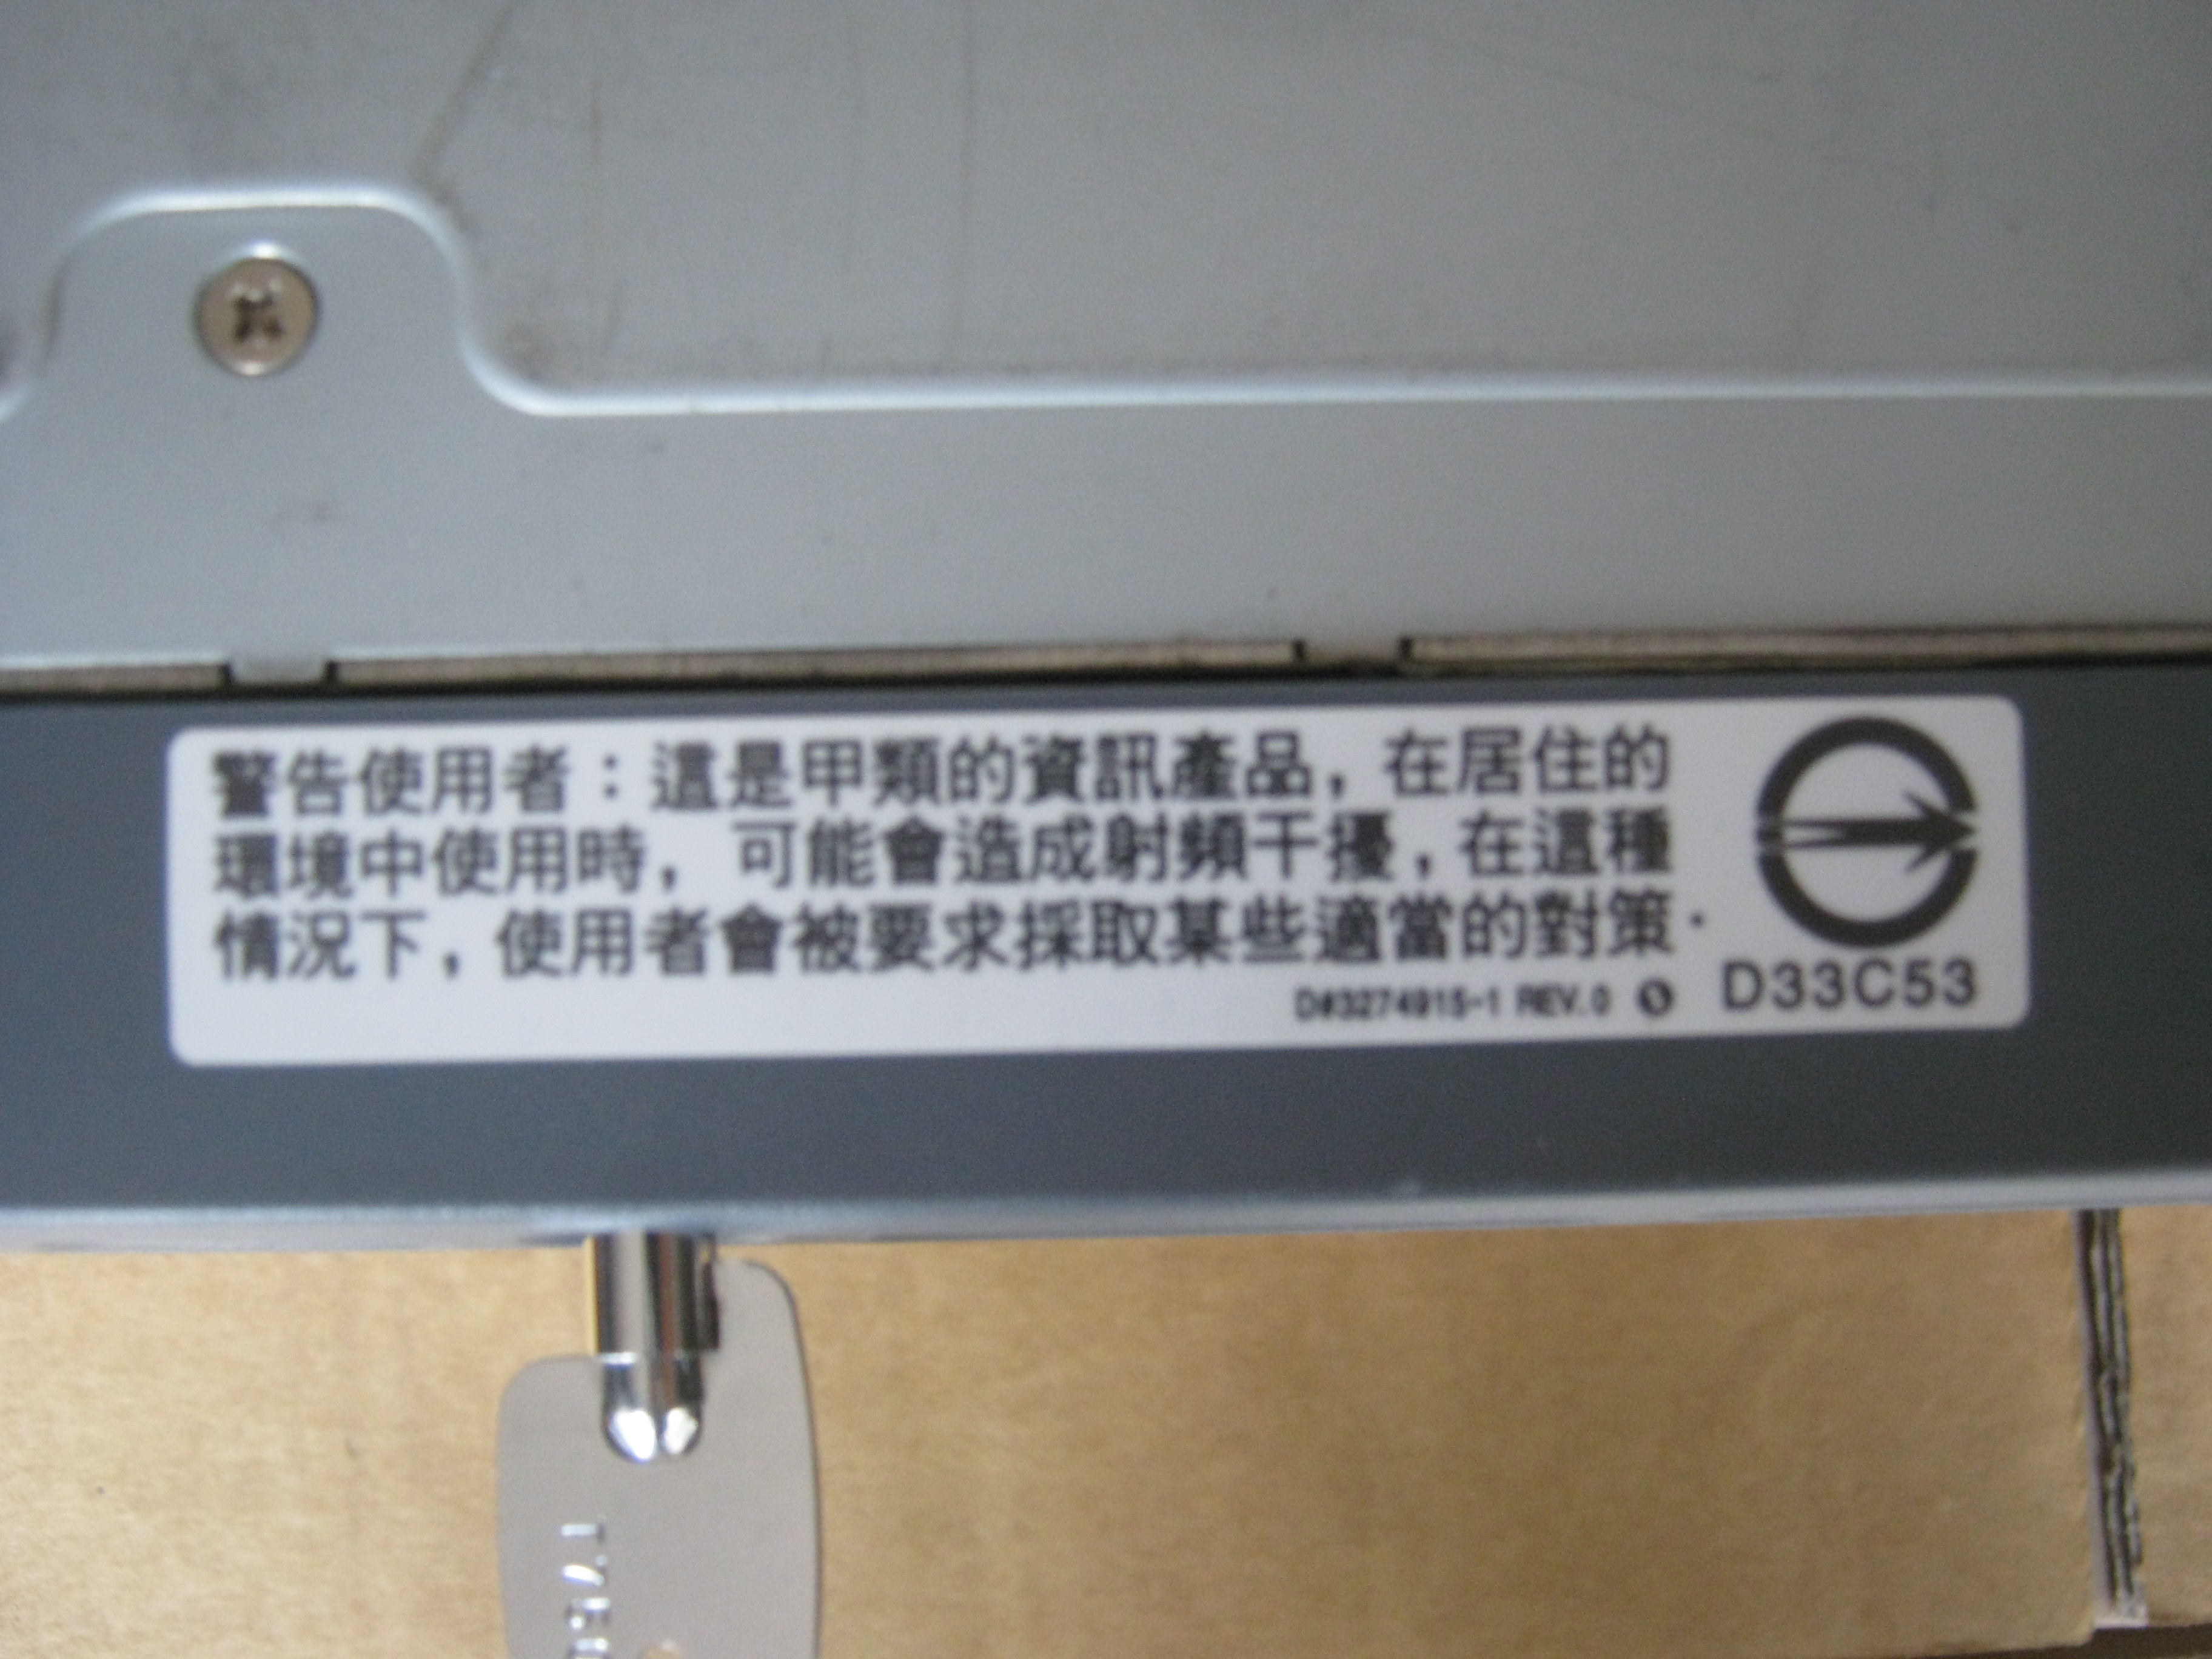 警告使用者：這是甲類的資訊產品，在居住的
環境中使用時，可能會造成射頻干擾，在這種
情況下，使用者會被要求採取某些適當的對策．
D#3274915-1 REV.0
D33C53